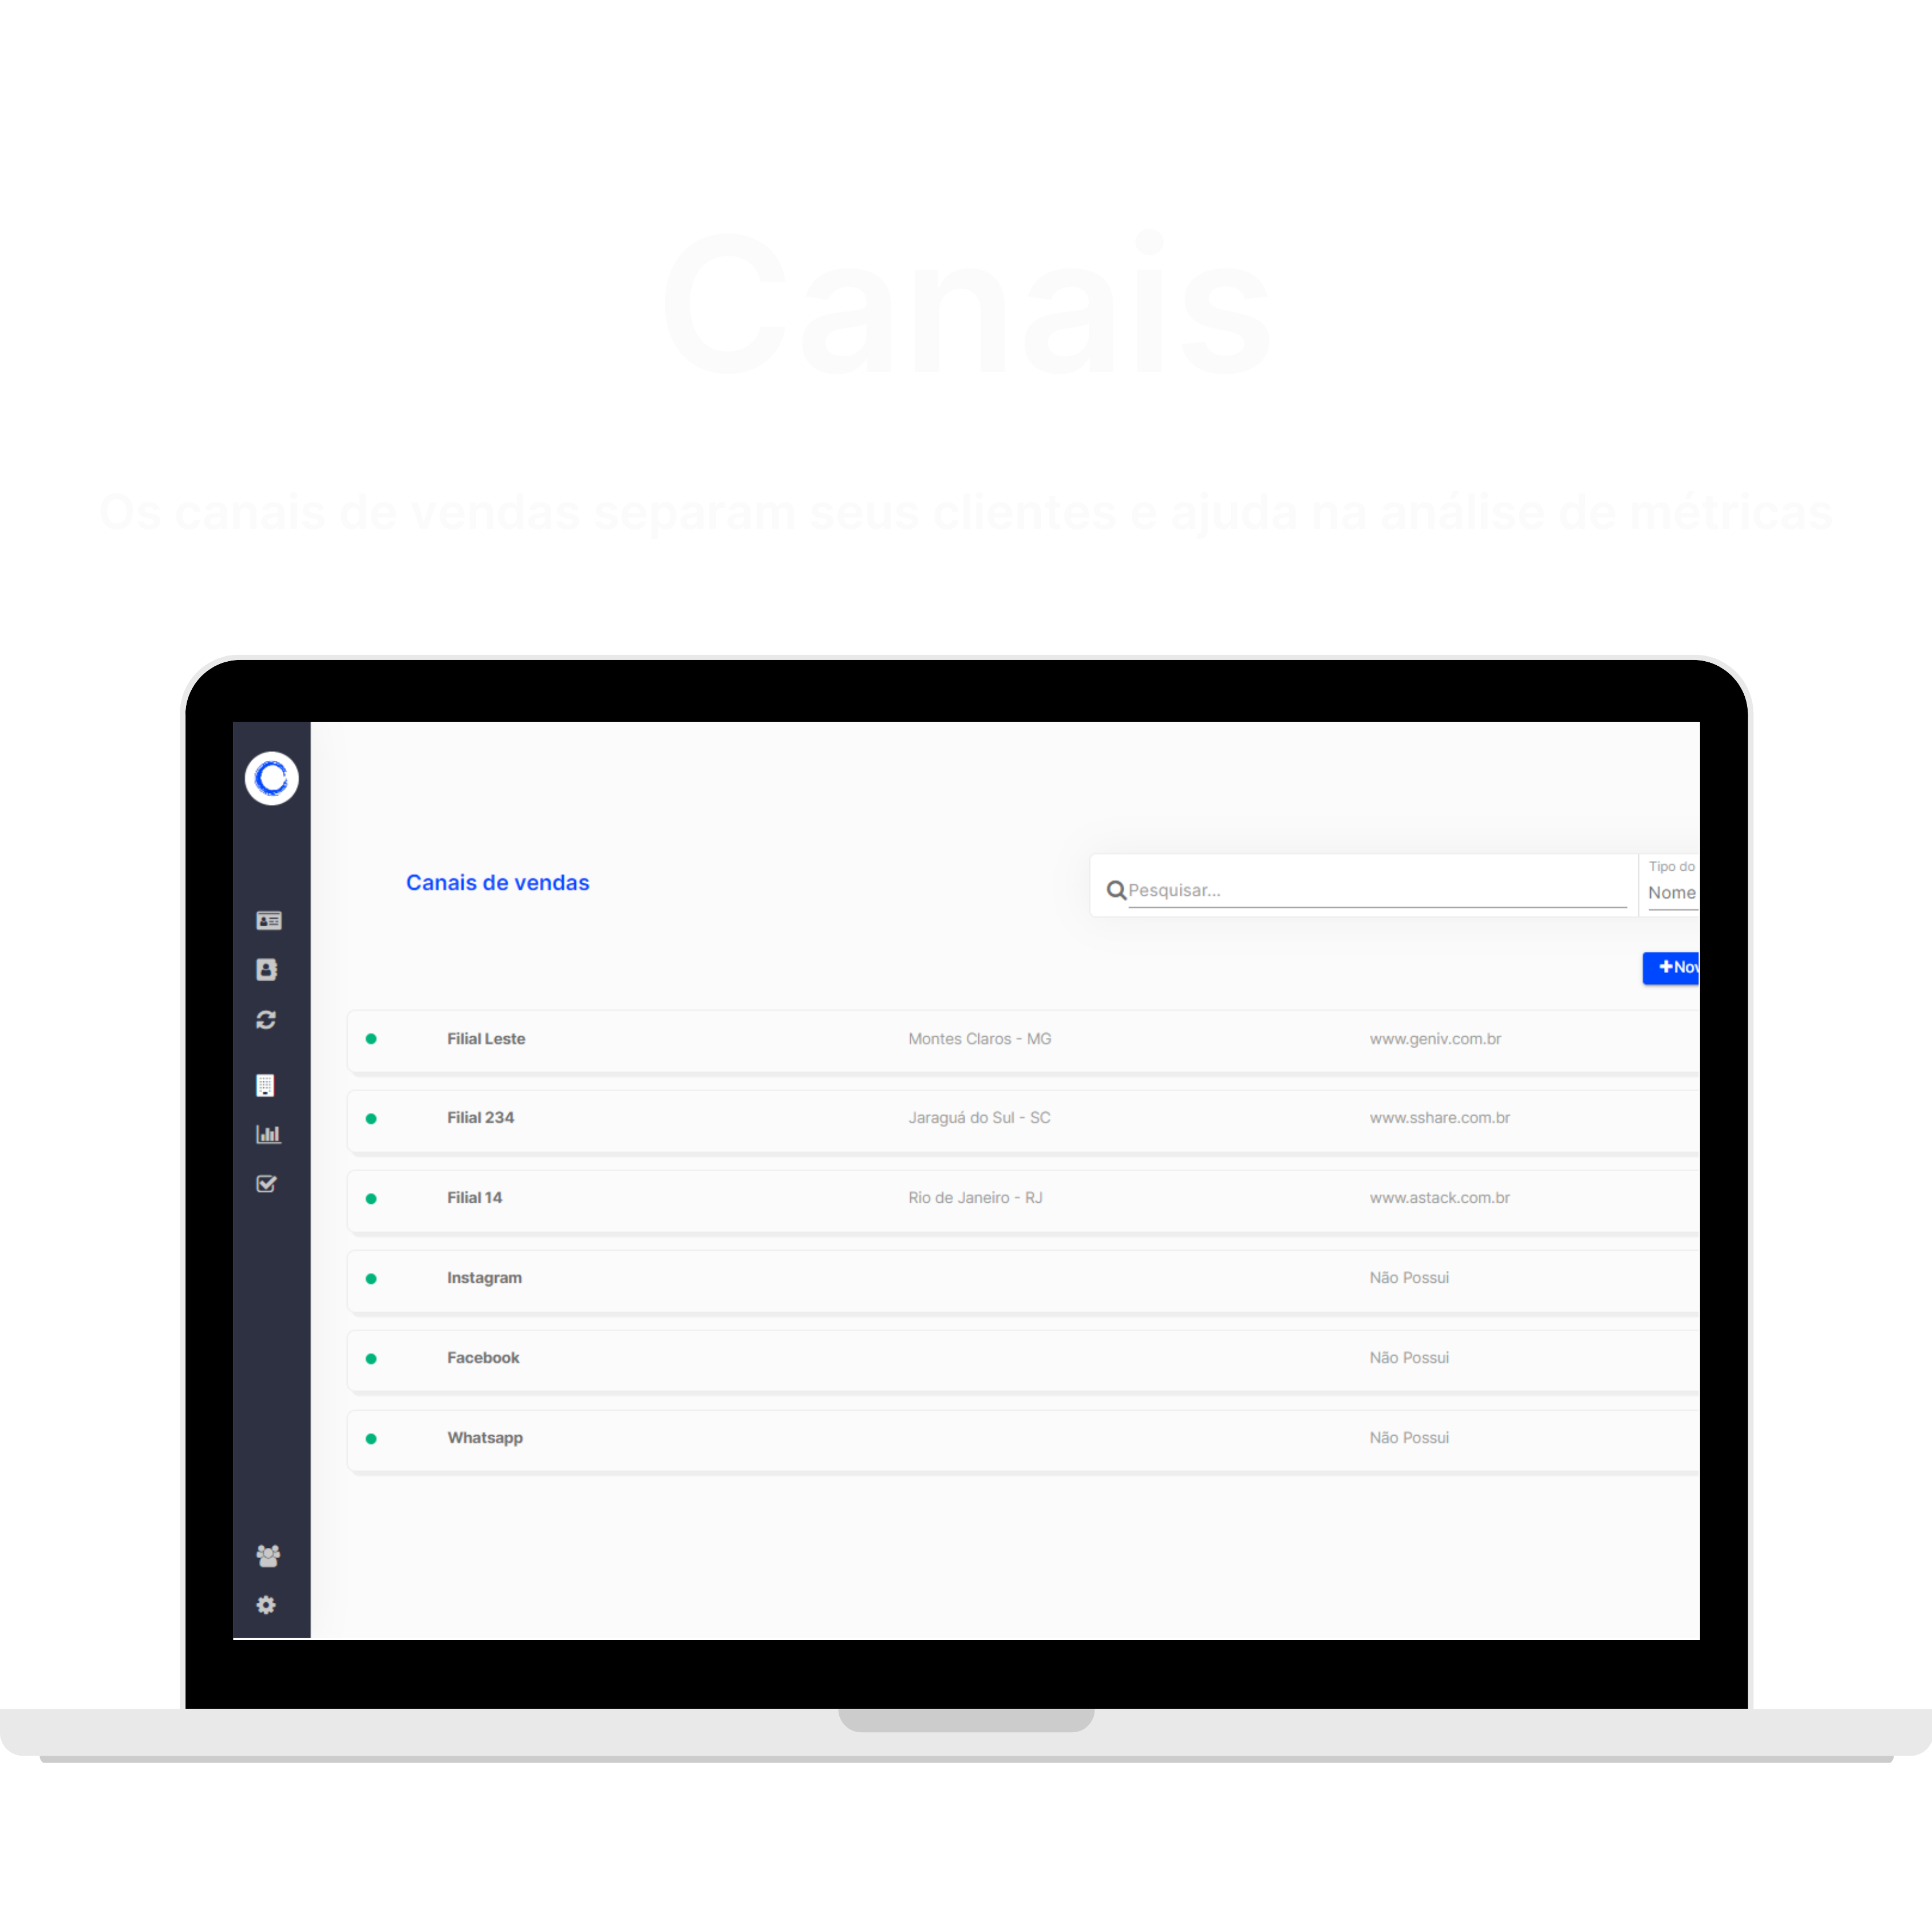 Canais
Os canais de vendas separam seus clientes e ajuda na análise de métricas
Canais de vendas
Pesquisar...
Tipo do
Nome
Nov
Filial Leste Montes Claros - MG www.geniv.com.br
Filial 234 Jaraguá do Sul - SC www.sshare.com.br
Filial 14 Rio de Janeiro - RJ www.astack.com.br
Instagram Não Possui
Facebook Não Possui
Whatsapp Não Possui